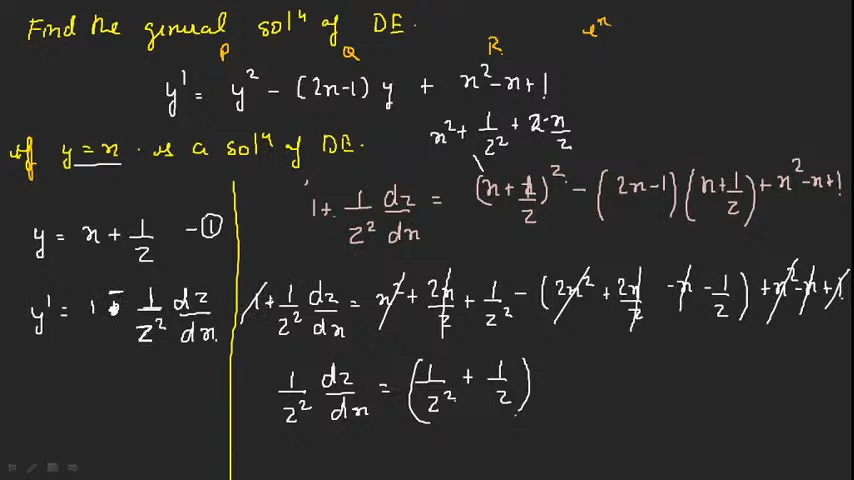 Find the general solⁿ of DE.
P Q R eˣ
y' = y² - (2x-1) y + x²-x+1
x² + 1/z² + 2·x/z
if y = x · is a solⁿ of DE.
1+ 1/z² dz/dx = (x+1/z)² - (2x-1)(x+1/z) + x²-x+1
y = x + 1/z -①
1+ 1/z² dz/dx = x² + 2x/z + 1/z² - (2x² + 2x/z -x - 1/z) + x² -x +1
y' = 1 - 1/z² dz/dx
1/z² dz/dx = (1/z² + 1/z)